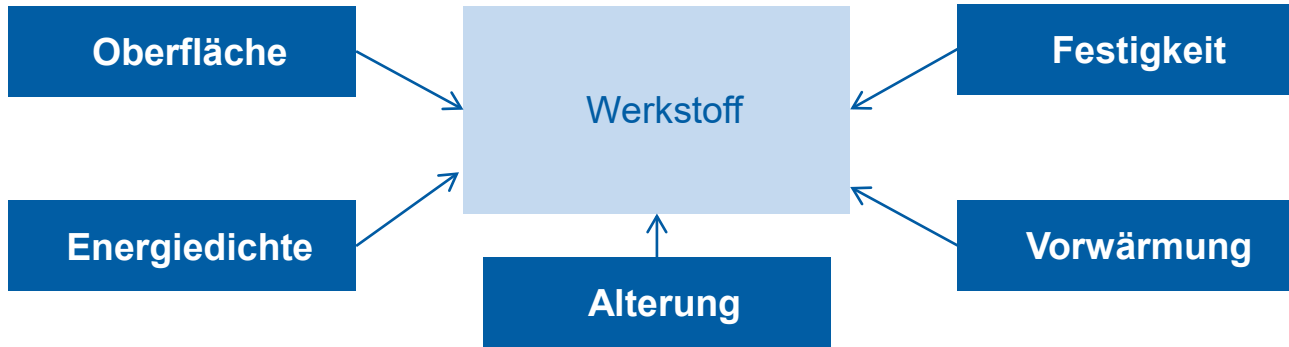 Oberfläche
Werkstoff
Festigkeit
Energiedichte
Alterung
Vorwärmung